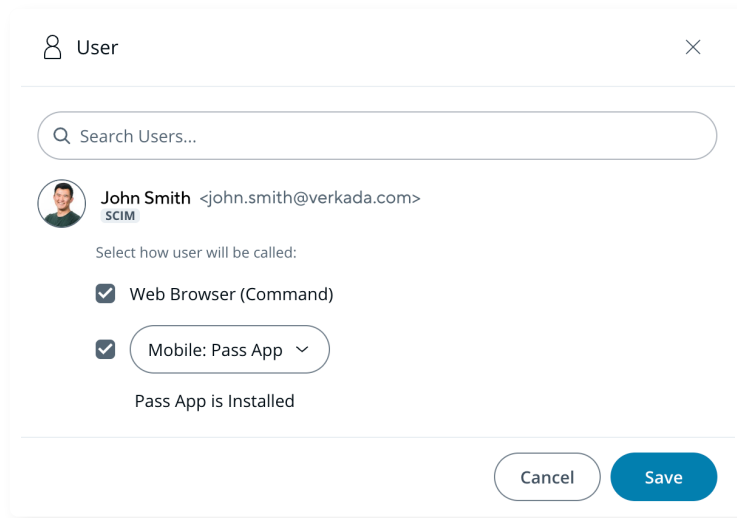 User
Search Users...
John Smith <john.smith@verkada.com>
SCIM
Select how user will be called:
Web Browser (Command)
Mobile: Pass App
Pass App is Installed
Cancel Save